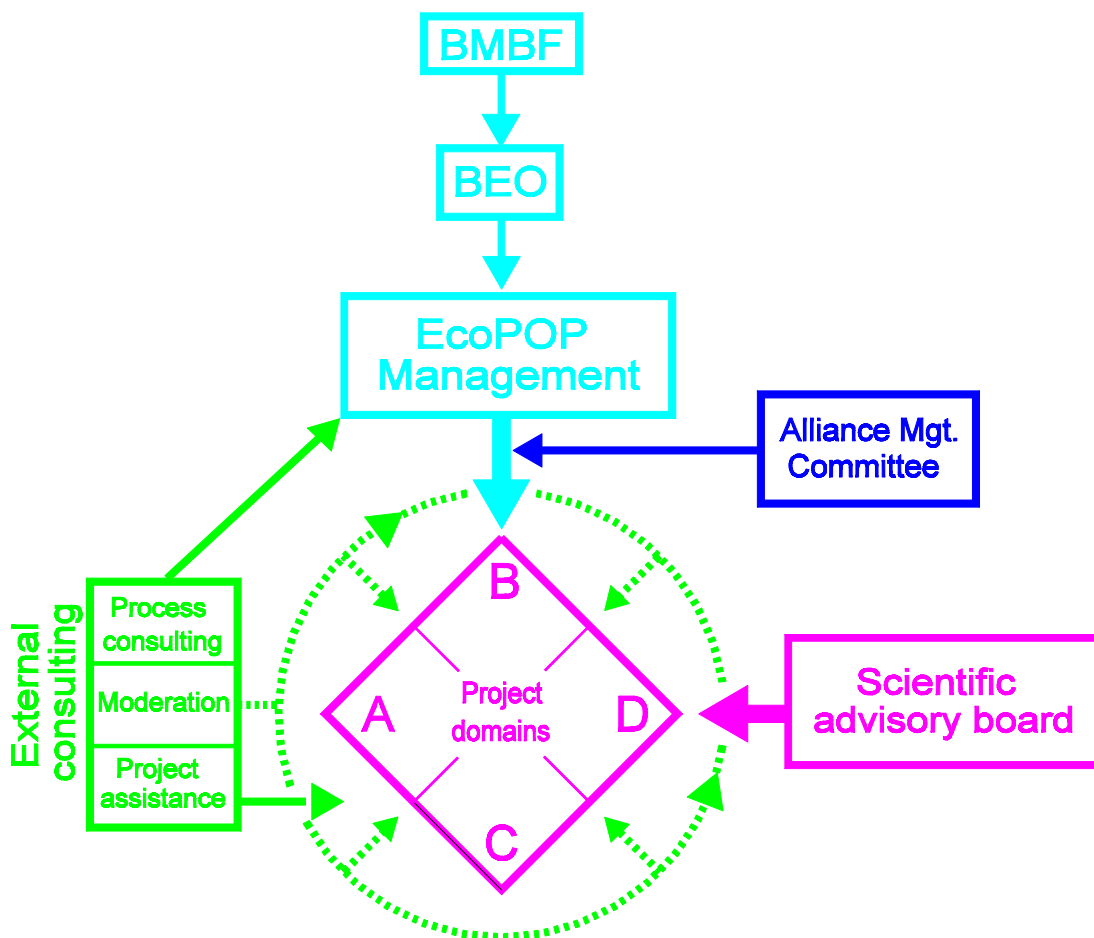 BMBF
BEO
EcoPOP
Management
Alliance Mgt.
Committee
External
consulting
Process
consulting
Moderation
Project
assistance
B
A
Project
domains
D
C
Scientific
advisory board